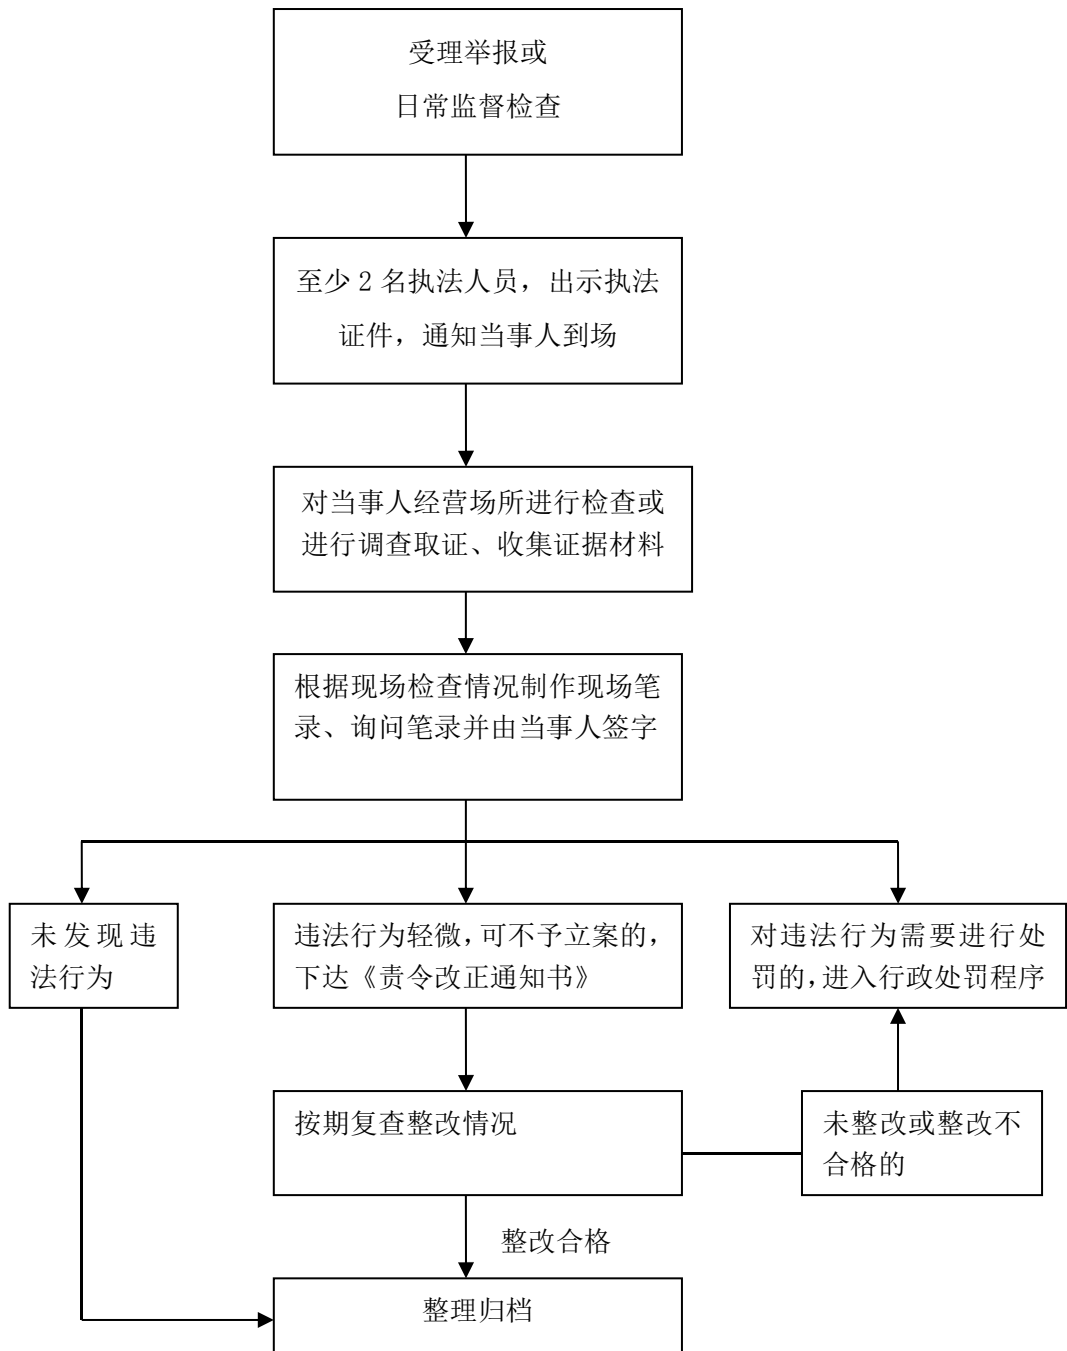 受理举报或
日常监督检查
至少 2 名执法人员，出示执法
证件，通知当事人到场
对当事人经营场所进行检查或
进行调查取证、收集证据材料
根据现场检查情况制作现场笔
录、询问笔录并由当事人签字
未发现违
法行为
违法行为轻微，可不予立案的，
下达《责令改正通知书》
对违法行为需要进行处
罚的，进入行政处罚程序
按期复查整改情况
未整改或整改不
合格的
整改合格
整理归档